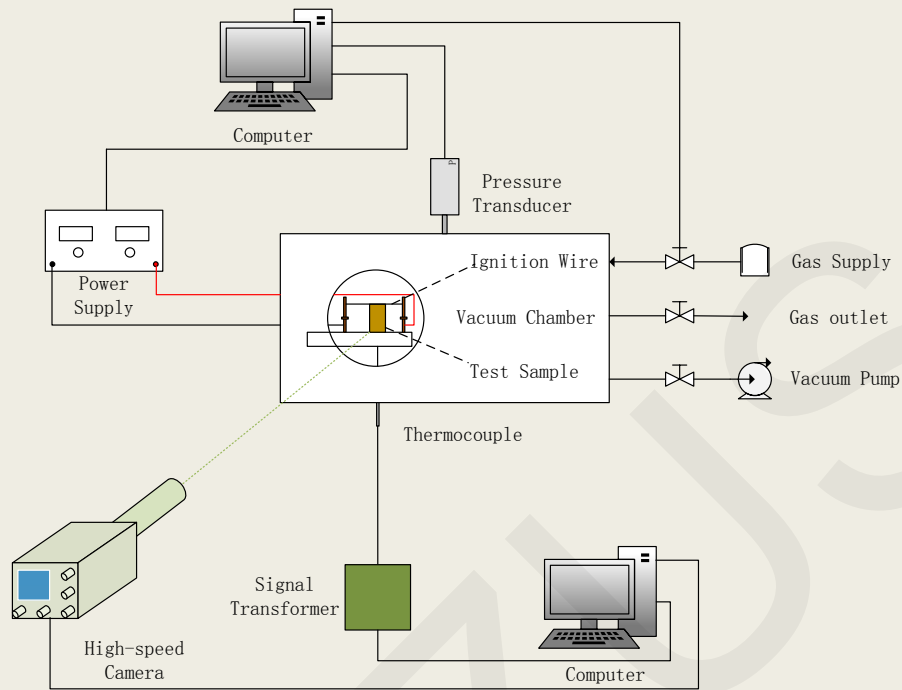 Computer
P
Pressure
Transducer
Power
Supply
Ignition Wire
Gas Supply
Vacuum Chamber
Gas outlet
Test Sample
Vacuum Pump
Thermocouple
Signal
Transformer
High-speed
Camera
Computer